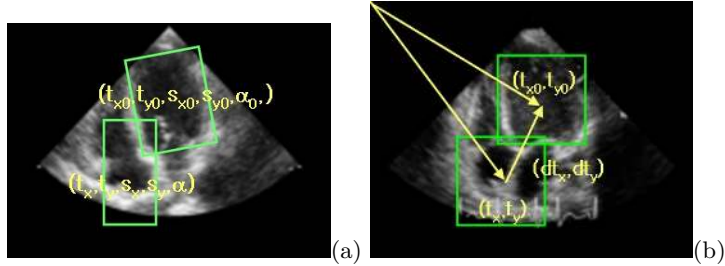 (t_x0, t_y0, s_x0, s_y0, α_0, )
(t_x, t_y, s_x, s_y, α)
(a)
(t_x0, t_y0)
(dt_x, dt_y)
(t_x, t_y)
(b)